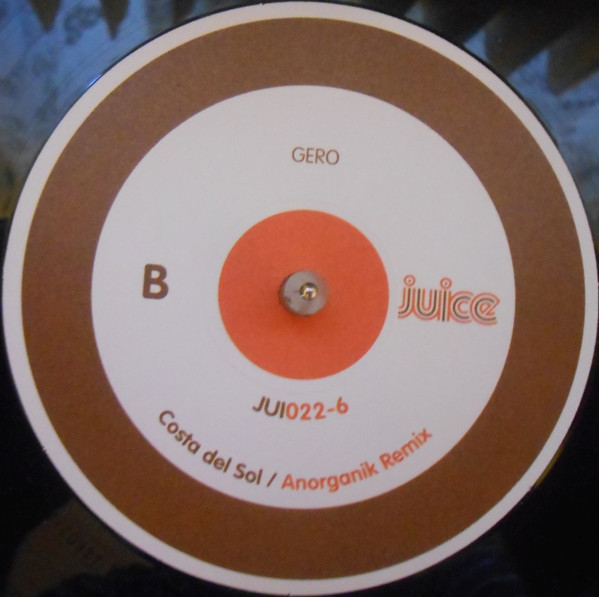 GERO
B
juice
JUI022-6
Costa del Sol / Anorganik Remix